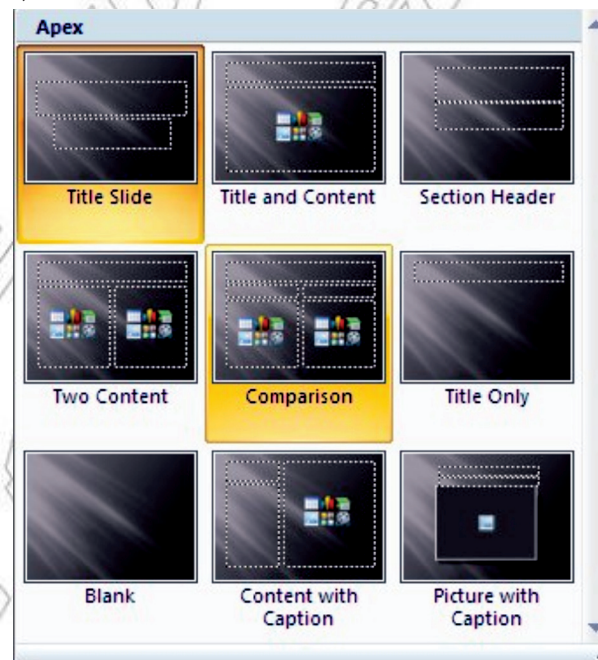 Apex
Title Slide
Title and Content
Section Header
Two Content
Comparison
Title Only
Blank
Content with
Caption
Picture with
Caption